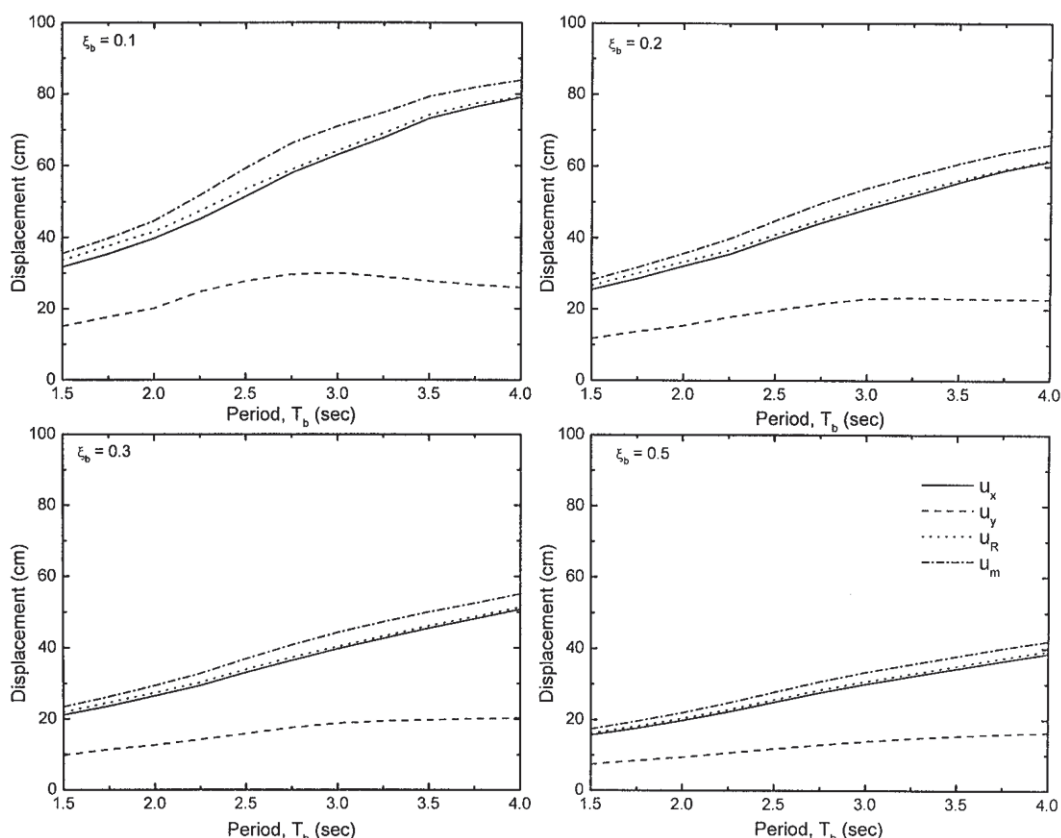 ξb = 0.1
100
80
60
40
20
0
Displacement (cm)
1.5 2.0 2.5 3.0 3.5 4.0
Period, Tb (sec)
ξb = 0.2
100
80
60
40
20
0
Displacement (cm)
1.5 2.0 2.5 3.0 3.5 4.0
Period, Tb (sec)
ξb = 0.3
100
80
60
40
20
0
Displacement (cm)
1.5 2.0 2.5 3.0 3.5 4.0
Period, Tb (sec)
ξb = 0.5
100
80
60
40
20
0
Displacement (cm)
1.5 2.0 2.5 3.0 3.5 4.0
Period, Tb (sec)
ux
uy
uR
um